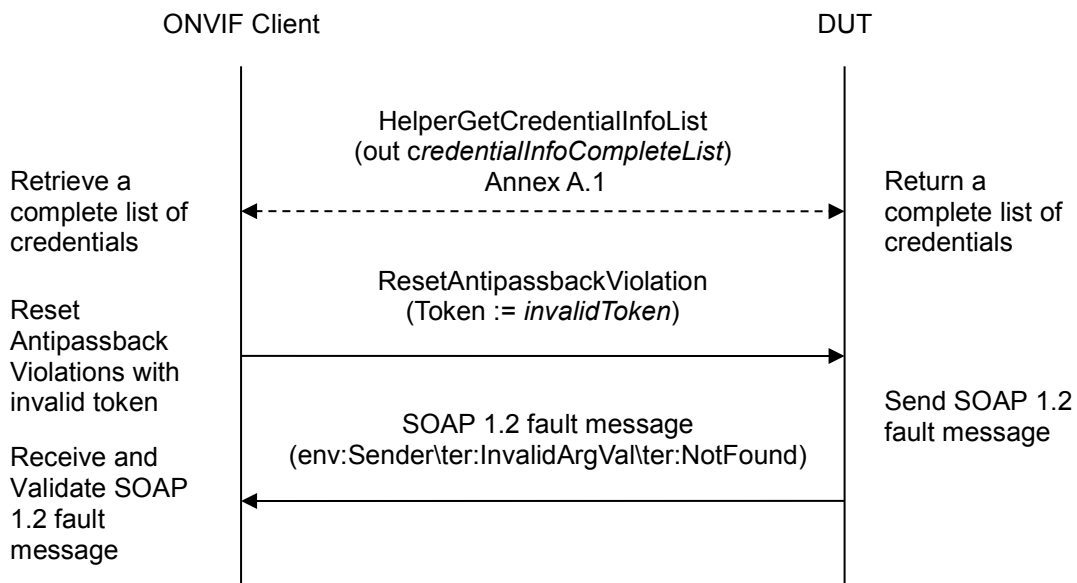 ONVIF Client
DUT
HelperGetCredentialInfoList
(out credentialInfoCompleteList)
Annex A.1
Retrieve a
complete list of
credentials
Return a
complete list of
credentials
ResetAntipassbackViolation
(Token := invalidToken)
Reset
Antipassback
Violations with
invalid token
SOAP 1.2 fault message
(env:Sender\ter:InvalidArgVal\ter:NotFound)
Send SOAP 1.2
fault message
Receive and
Validate SOAP
1.2 fault
message